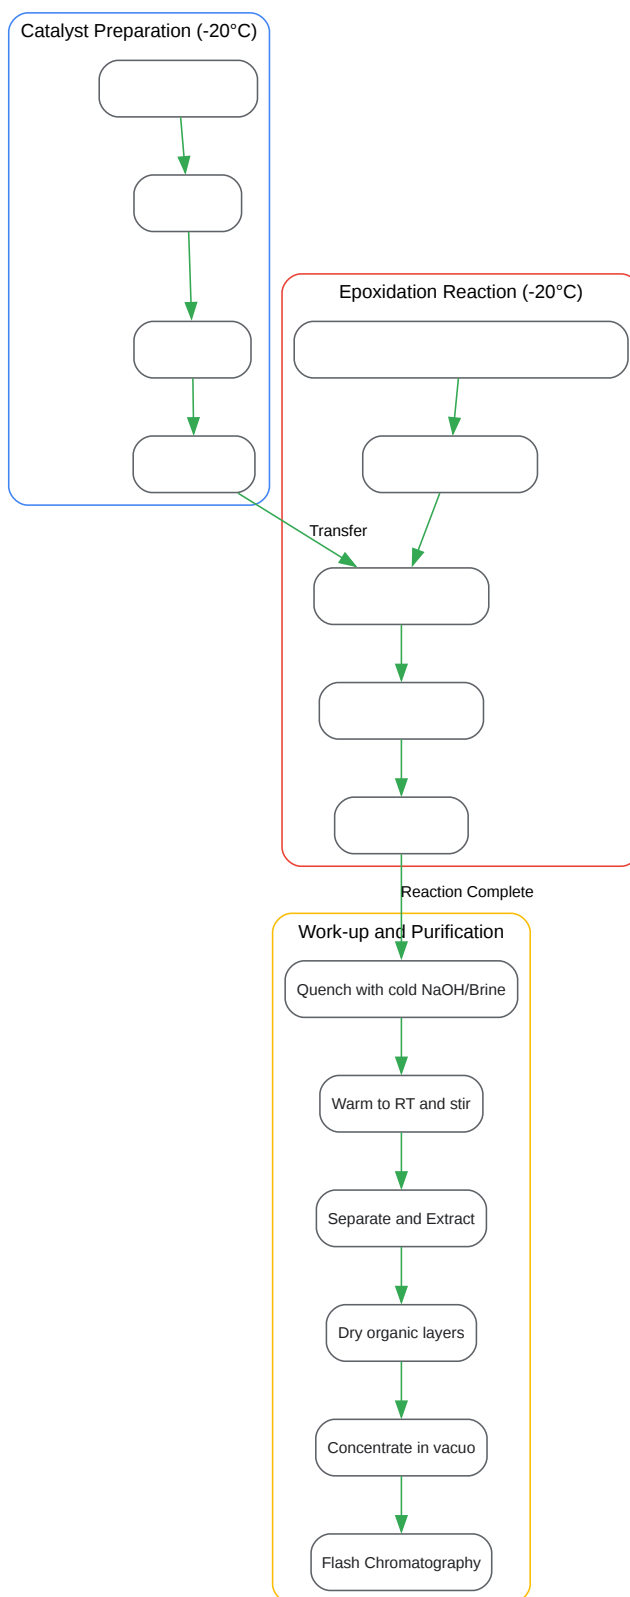 Catalyst Preparation (-20°C)
Epoxidation Reaction (-20°C)
Transfer
Reaction Complete
Work-up and Purification
Quench with cold NaOH/Brine
Warm to RT and stir
Separate and Extract
Dry organic layers
Concentrate in vacuo
Flash Chromatography